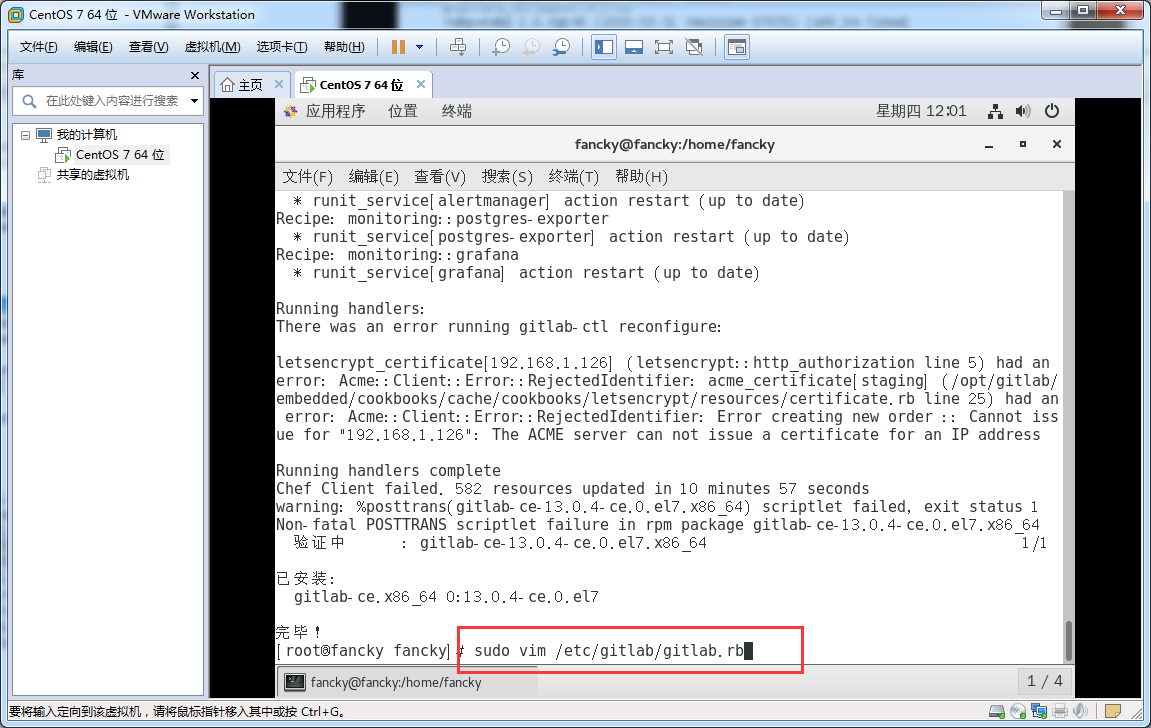 CentOS 7 64 位 - VMware Workstation
文件(F) 编辑(E) 查看(V) 虚拟机(M) 选项卡(T) 帮助(H)
库
在此处键入内容进行搜索
我的计算机
CentOS 7 64 位
共享的虚拟机
主页 CentOS 7 64 位
应用程序 位置 终端 星期四 12:01
fancky@fancky:/home/fancky
文件(F) 编辑(E) 查看(V) 搜索(S) 终端(T) 帮助(H)
* runit_service[alertmanager] action restart (up to date)
Recipe: monitoring::postgres-exporter
* runit_service[postgres-exporter] action restart (up to date)
Recipe: monitoring::grafana
* runit_service[grafana] action restart (up to date)
Running handlers:
There was an error running gitlab-ctl reconfigure:
letsencrypt_certificate[192.168.1.126] (letsencrypt::http_authorization line 5) had an
error: Acme::Client::Error::RejectedIdentifier: acme_certificate[staging] (/opt/gitlab/
embedded/cookbooks/cache/cookbooks/letsencrypt/resources/certificate.rb line 25) had an
error: Acme::Client::Error::RejectedIdentifier: Error creating new order :: Cannot iss
ue for "192.168.1.126": The ACME server can not issue a certificate for an IP address
Running handlers complete
Chef Client failed. 582 resources updated in 10 minutes 57 seconds
warning: %posttrans(gitlab-ce-13.0.4-ce.0.el7.x86_64) scriptlet failed, exit status 1
Non-fatal POSTTRANS scriptlet failure in rpm package gitlab-ce-13.0.4-ce.0.el7.x86_64
验证中 : gitlab-ce-13.0.4-ce.0.el7.x86_64 1/1
已安装:
gitlab-ce.x86_64 0:13.0.4-ce.0.el7
完毕！
[root@fancky fancky]# sudo vim /etc/gitlab/gitlab.rb
fancky@fancky:/home/fancky 1 / 4
要将输入定向到该虚拟机，请将鼠标指针移入其中或按 Ctrl+G。